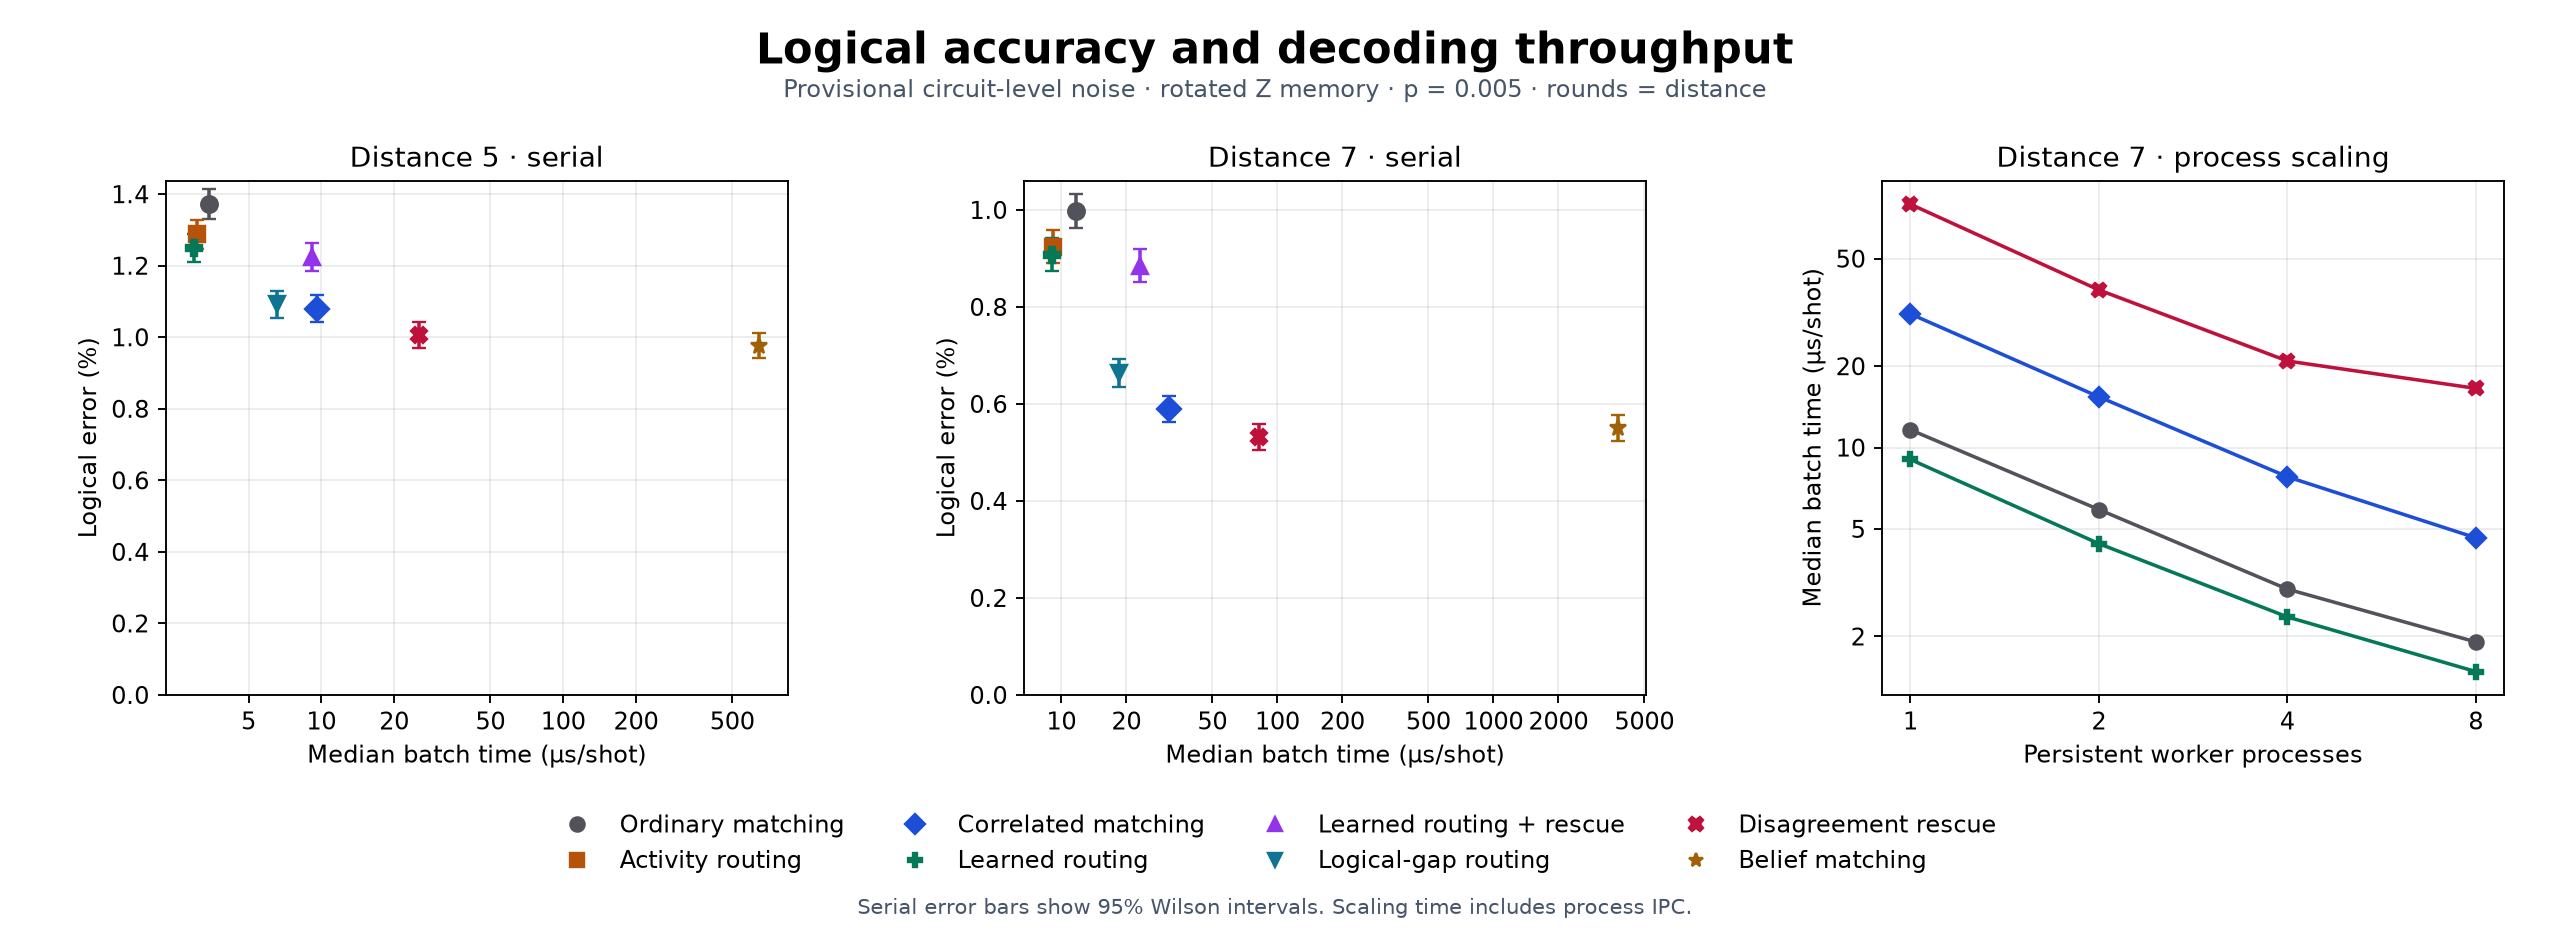 Logical accuracy and decoding throughput
Provisional circuit-level noise · rotated Z memory · p = 0.005 · rounds = distance
Distance 5 · serial
1.4
1.2
1.0
0.8
0.6
0.4
0.2
0.0
Logical error (%)
5 10 20 50 100 200 500
Median batch time (µs/shot)
Distance 7 · serial
1.0
0.8
0.6
0.4
0.2
0.0
Logical error (%)
10 20 50 100 200 500 1000 2000 5000
Median batch time (µs/shot)
Distance 7 · process scaling
50
20
10
5
2
Median batch time (µs/shot)
1 2 4 8
Persistent worker processes
Ordinary matching
Activity routing
Correlated matching
Learned routing
Learned routing + rescue
Logical-gap routing
Disagreement rescue
Belief matching
Serial error bars show 95% Wilson intervals. Scaling time includes process IPC.